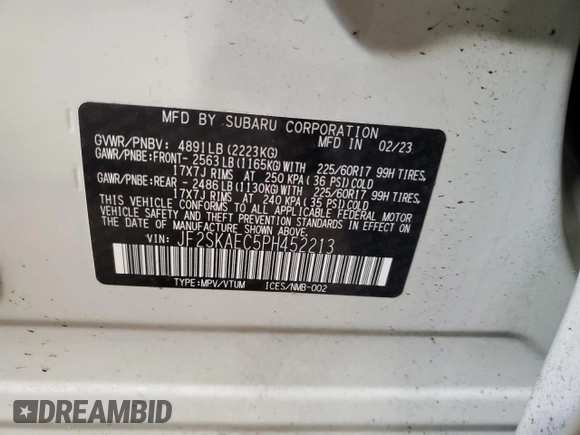 MFD BY SUBARU CORPORATION
GVWR/PNBV: 4891LB(2223KG) MFD IN 02/23
GAWR/PNBE:FRONT- 2563LB(1165KG)WITH 225/60R17 99H TIRES,
17X7J RIMS AT 250 KPA(36 PSI)COLD
GAWR/PNBE:REAR - 2486LB(1130KG)WITH 225/60R17 99H TIRES,
17X7J RIMS AT 240 KPA(35 PSI)COLD
THIS VEHICLE CONFORMS TO ALL APPLICABLE FEDERAL MOTOR
VEHICLE SAFETY AND THEFT PREVENTION STANDARDS IN EFFECT ON
THE DATE OF MANUFACTURE SHOWN ABOVE.
VIN: JF2SKAEC5PH452213
TYPE:MPV/VTUM ICES/NMB-002
DREAMBID